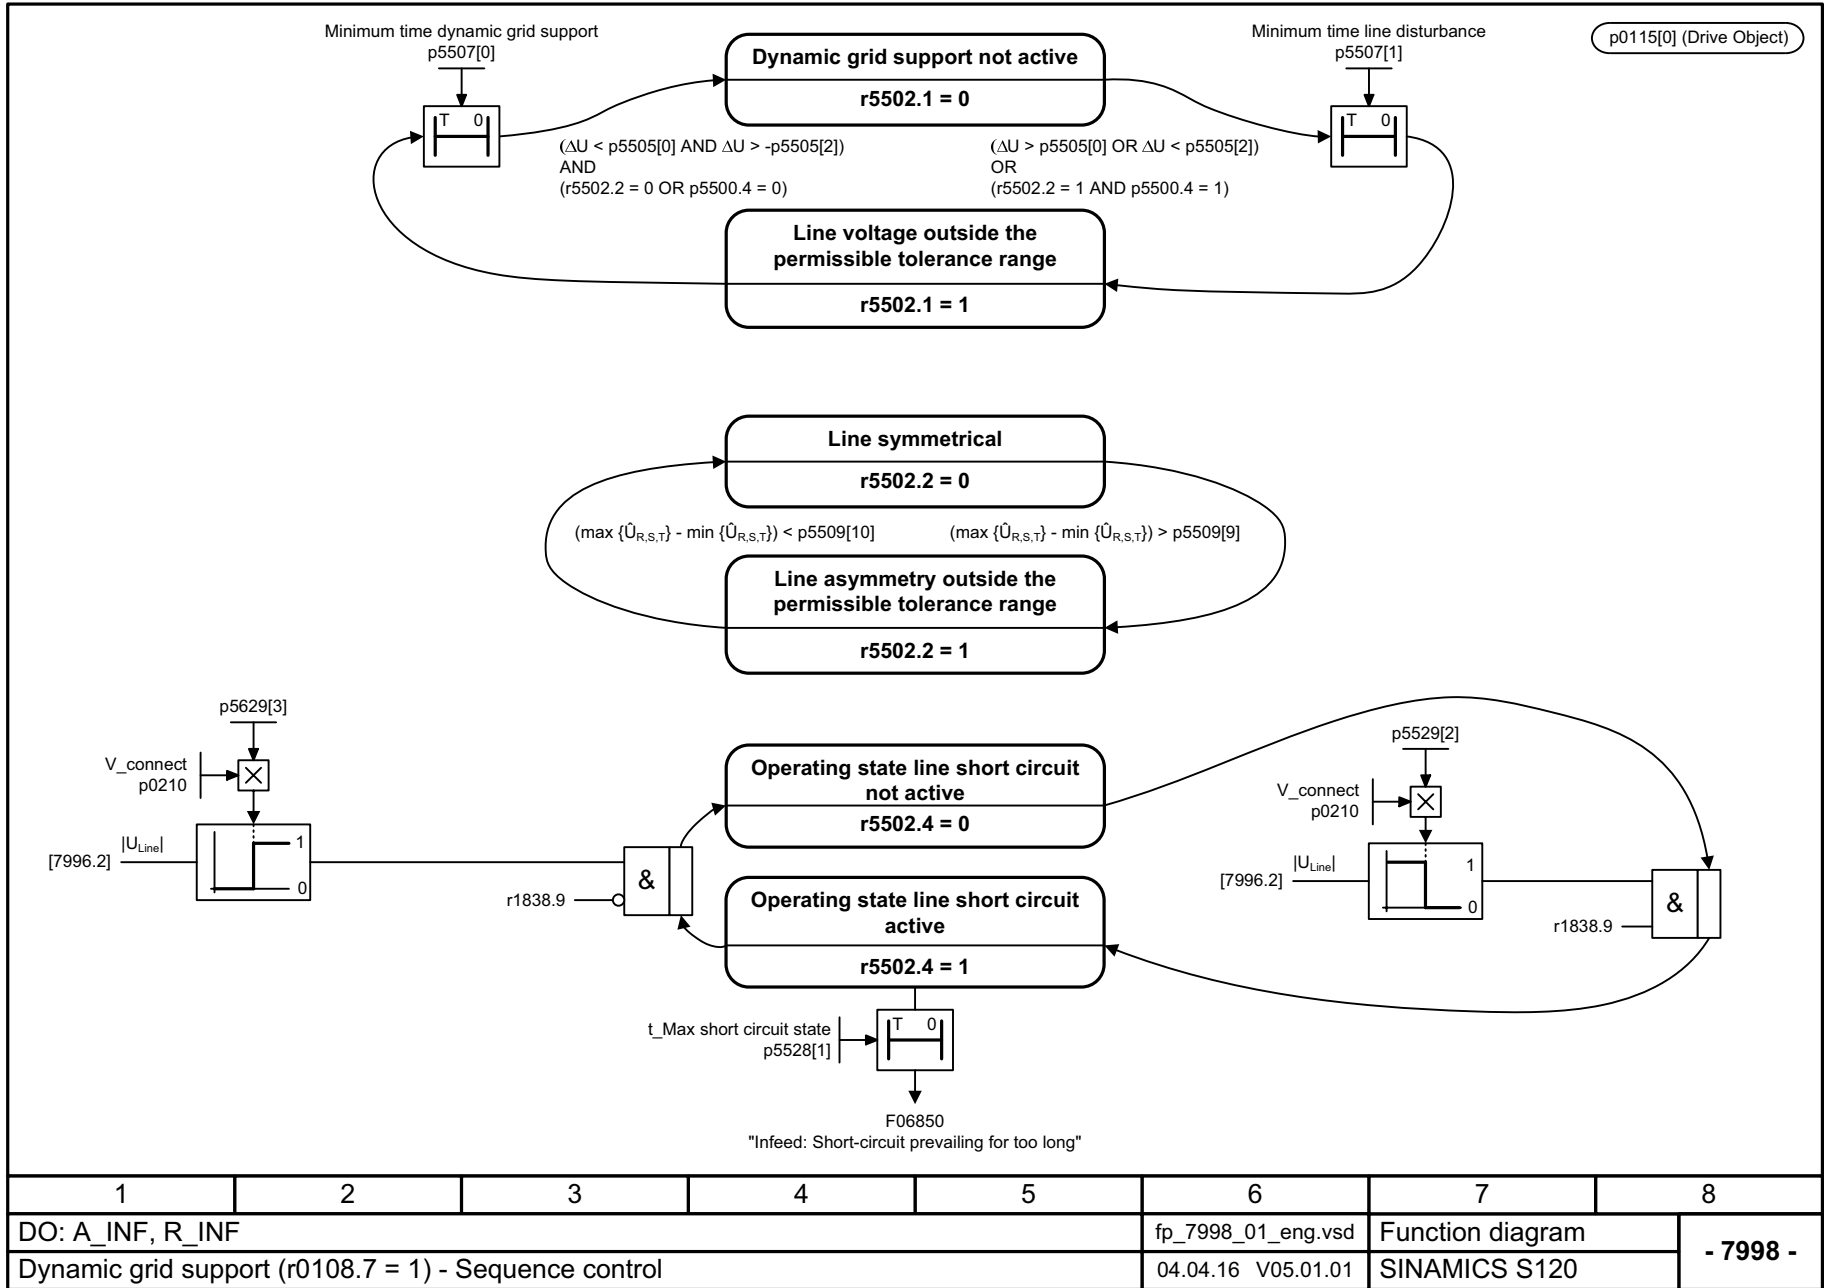 Minimum time dynamic grid support
p5507[0]
Minimum time line disturbance
p5507[1]
p0115[0] (Drive Object)
Dynamic grid support not active
r5502.1 = 0
T 0
T 0
(ΔU < p5505[0] AND ΔU > -p5505[2])
AND
(r5502.2 = 0 OR p5500.4 = 0)
(ΔU > p5505[0] OR ΔU < p5505[2])
OR
(r5502.2 = 1 AND p5500.4 = 1)
Line voltage outside the
permissible tolerance range
r5502.1 = 1
Line symmetrical
r5502.2 = 0
(max {ÛR,S,T} - min {ÛR,S,T}) < p5509[10]
(max {ÛR,S,T} - min {ÛR,S,T}) > p5509[9]
Line asymmetry outside the
permissible tolerance range
r5502.2 = 1
p5629[3]
V_connect
p0210
|ULine|
[7996.2]
1
0
r1838.9
&
Operating state line short circuit
not active
r5502.4 = 0
Operating state line short circuit
active
r5502.4 = 1
p5529[2]
V_connect
p0210
|ULine|
[7996.2]
1
0
r1838.9
&
t_Max short circuit state
p5528[1]
T 0
F06850
"Infeed: Short-circuit prevailing for too long"
1 2 3 4 5 6 7 8
DO: A_INF, R_INF
fp_7998_01_eng.vsd
Function diagram
- 7998 -
Dynamic grid support (r0108.7 = 1) - Sequence control
04.04.16 V05.01.01
SINAMICS S120